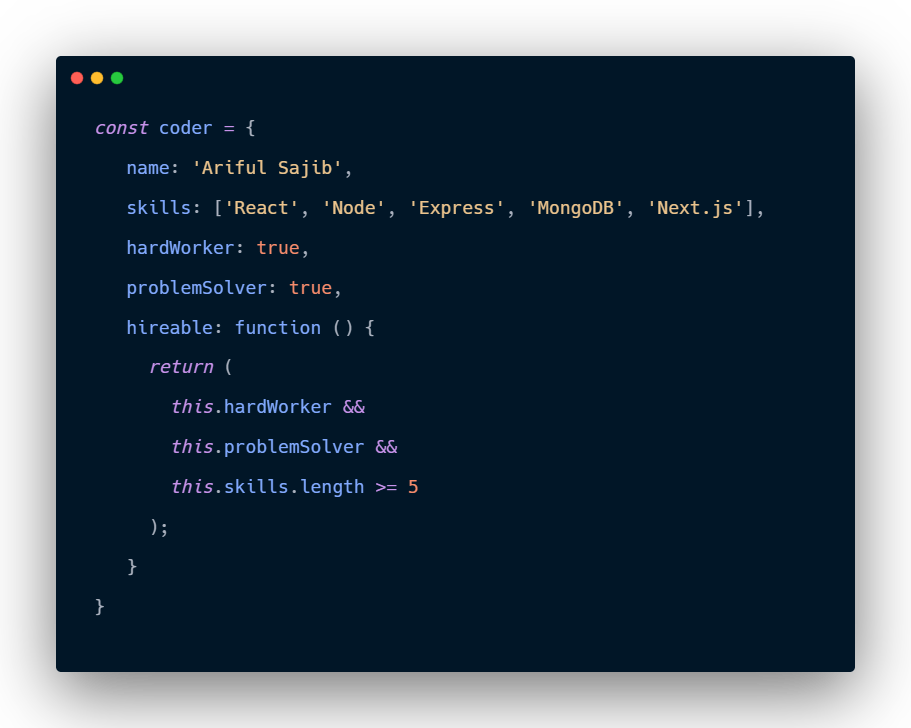 const coder = {
name: 'Ariful Sajib',
skills: ['React', 'Node', 'Express', 'MongoDB', 'Next.js'],
hardWorker: true,
problemSolver: true,
hireable: function () {
return (
this.hardWorker &&
this.problemSolver &&
this.skills.length >= 5
);
}
}